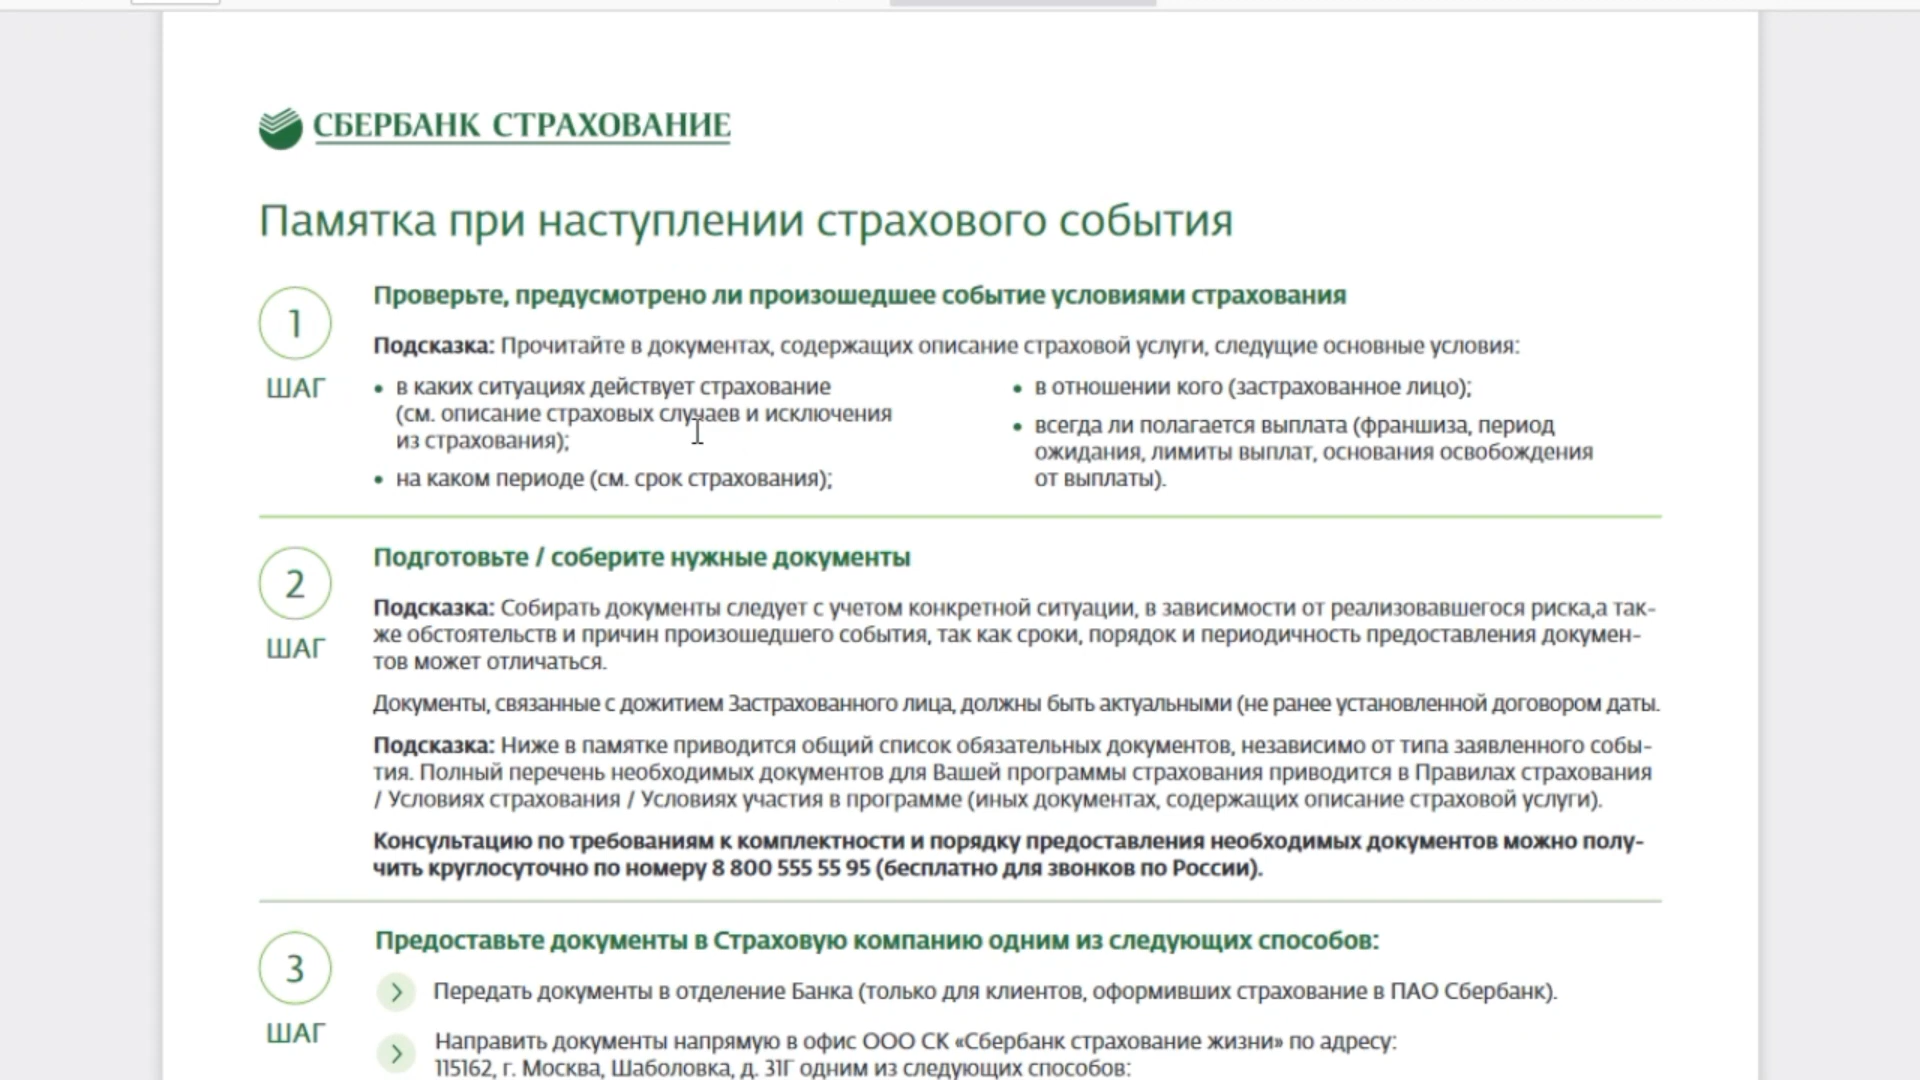 СБЕРБАНК СТРАХОВАНИЕ
Памятка при наступлении страхового события
1
ШАГ
Проверьте, предусмотрено ли произошедшее событие условиями страхования
Подсказка: Прочитайте в документах, содержащих описание страховой услуги, следущие основные условия:
• в каких ситуациях действует страхование
(см. описание страховых случаев и исключения
из страхования);
• на каком периоде (см. срок страхования);
• в отношении кого (застрахованное лицо);
• всегда ли полагается выплата (франшиза, период
ожидания, лимиты выплат, основания освобождения
от выплаты).
2
ШАГ
Подготовьте / соберите нужные документы
Подсказка: Собирать документы следует с учетом конкретной ситуации, в зависимости от реализовавшегося риска,а так-
же обстоятельств и причин произошедшего события, так как сроки, порядок и периодичность предоставления докумен-
тов может отличаться.
Документы, связанные с дожитием Застрахованного лица, должны быть актуальными (не ранее установленной договором даты.
Подсказка: Ниже в памятке приводится общий список обязательных документов, независимо от типа заявленного собы-
тия. Полный перечень необходимых документов для Вашей программы страхования приводится в Правилах страхования
/ Условиях страхования / Условиях участия в программе (иных документах, содержащих описание страховой услуги).
Консультацию по требованиям к комплектности и порядку предоставления необходимых документов можно полу-
чить круглосуточно по номеру 8 800 555 55 95 (бесплатно для звонков по России).
3
ШАГ
Предоставьте документы в Страховую компанию одним из следующих способов:
Передать документы в отделение Банка (только для клиентов, оформивших страхование в ПАО Сбербанк).
Направить документы напрямую в офис ООО СК «Сбербанк страхование жизни» по адресу:
115162, г. Москва, Шаболовка, д. 31Г одним из следующих способов: